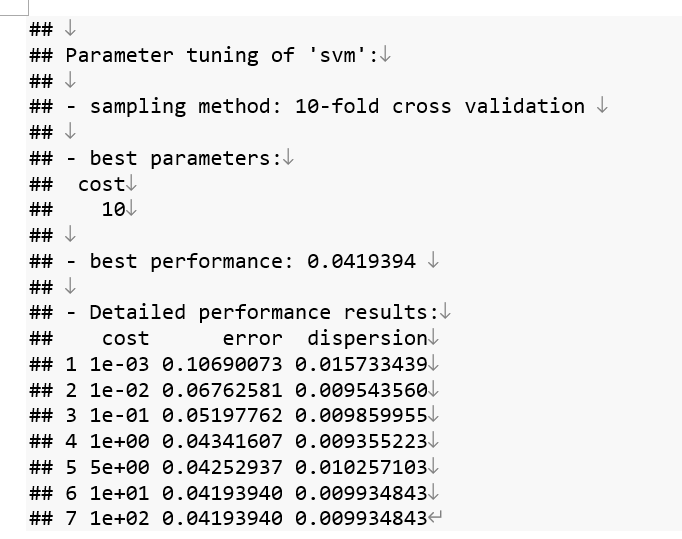 ## ↓
## Parameter tuning of 'svm':↓
## ↓
## - sampling method: 10-fold cross validation ↓
## ↓
## - best parameters:↓
##  cost↓
##    10↓
## ↓
## - best performance: 0.0419394 ↓
## ↓
## - Detailed performance results:↓
##    cost      error  dispersion↓
## 1 1e-03 0.10690073 0.015733439↓
## 2 1e-02 0.06762581 0.009543560↓
## 3 1e-01 0.05197762 0.009859955↓
## 4 1e+00 0.04341607 0.009355223↓
## 5 5e+00 0.04252937 0.010257103↓
## 6 1e+01 0.04193940 0.009934843↓
## 7 1e+02 0.04193940 0.009934843↵